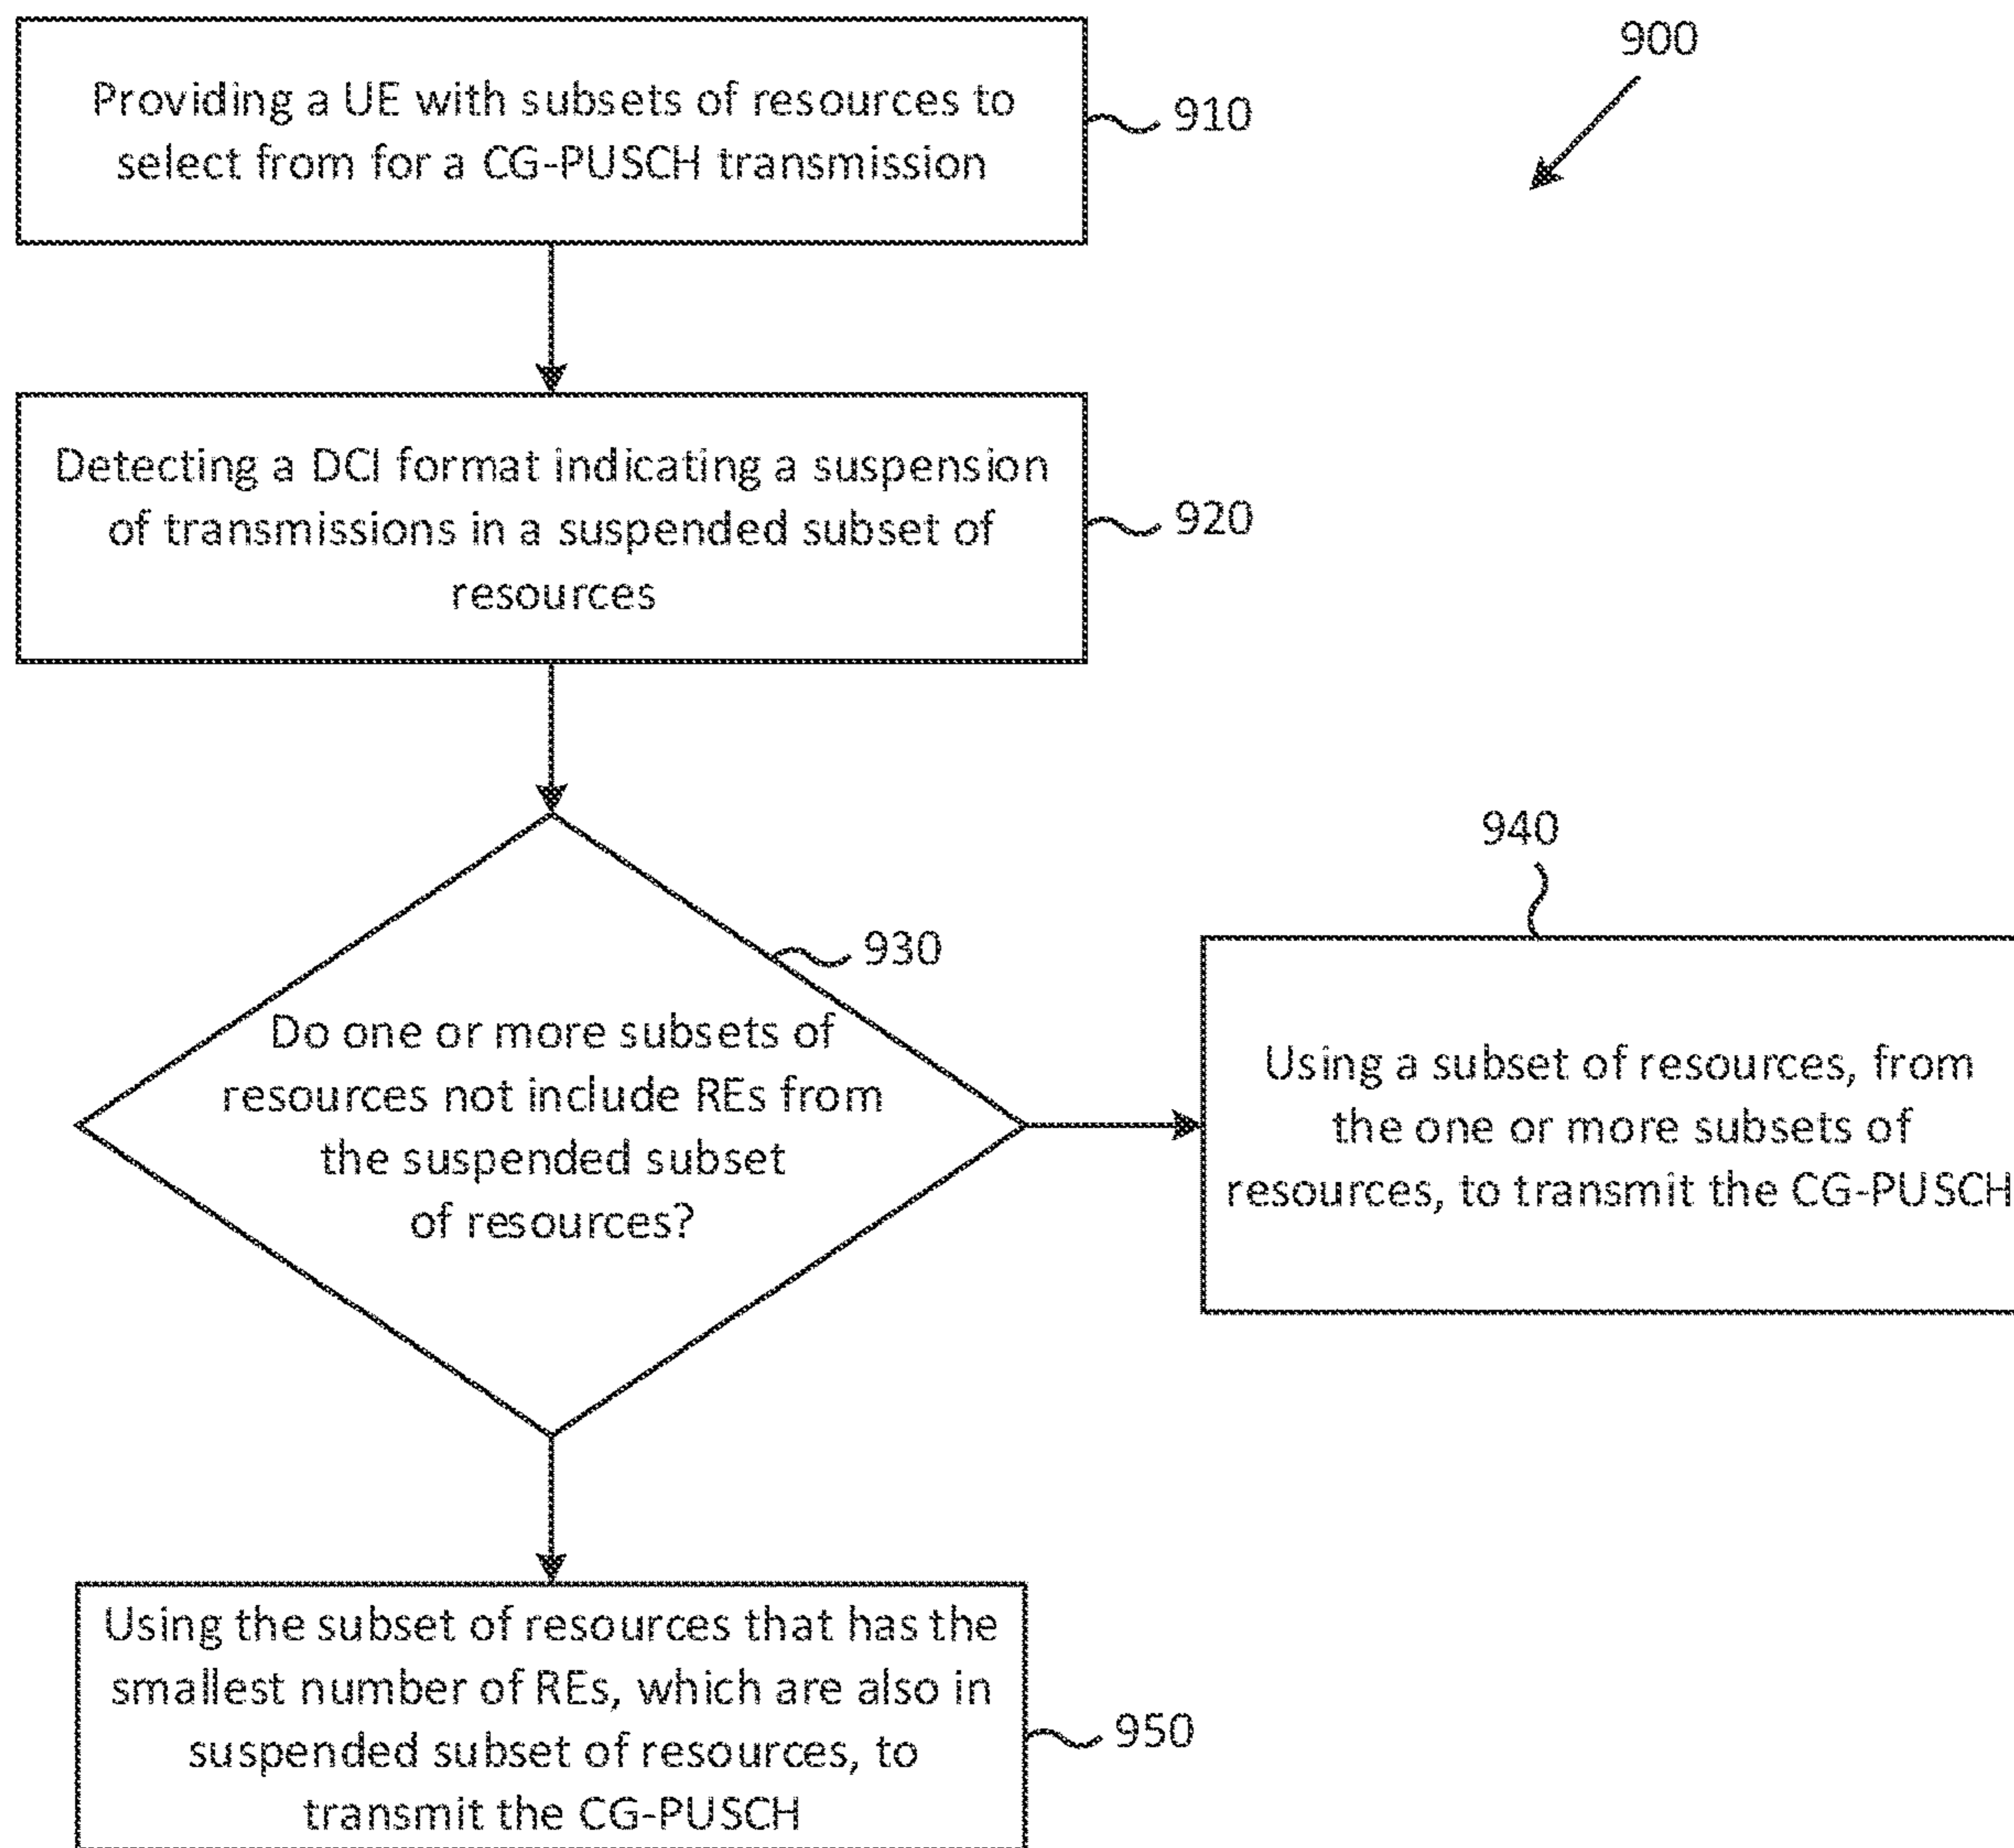 900
Providing a UE with subsets of resources to
select from for a CG-PUSCH transmission
910
Detecting a DCI format indicating a suspension
of transmissions in a suspended subset of
resources
920
930
Do one or more subsets of
resources not include REs from
the suspended subset
of resources?
940
Using a subset of resources, from
the one or more subsets of
resources, to transmit the CG-PUSCH
Using the subset of resources that has the
smallest number of REs, which are also in
suspended subset of resources, to
transmit the CG-PUSCH
950